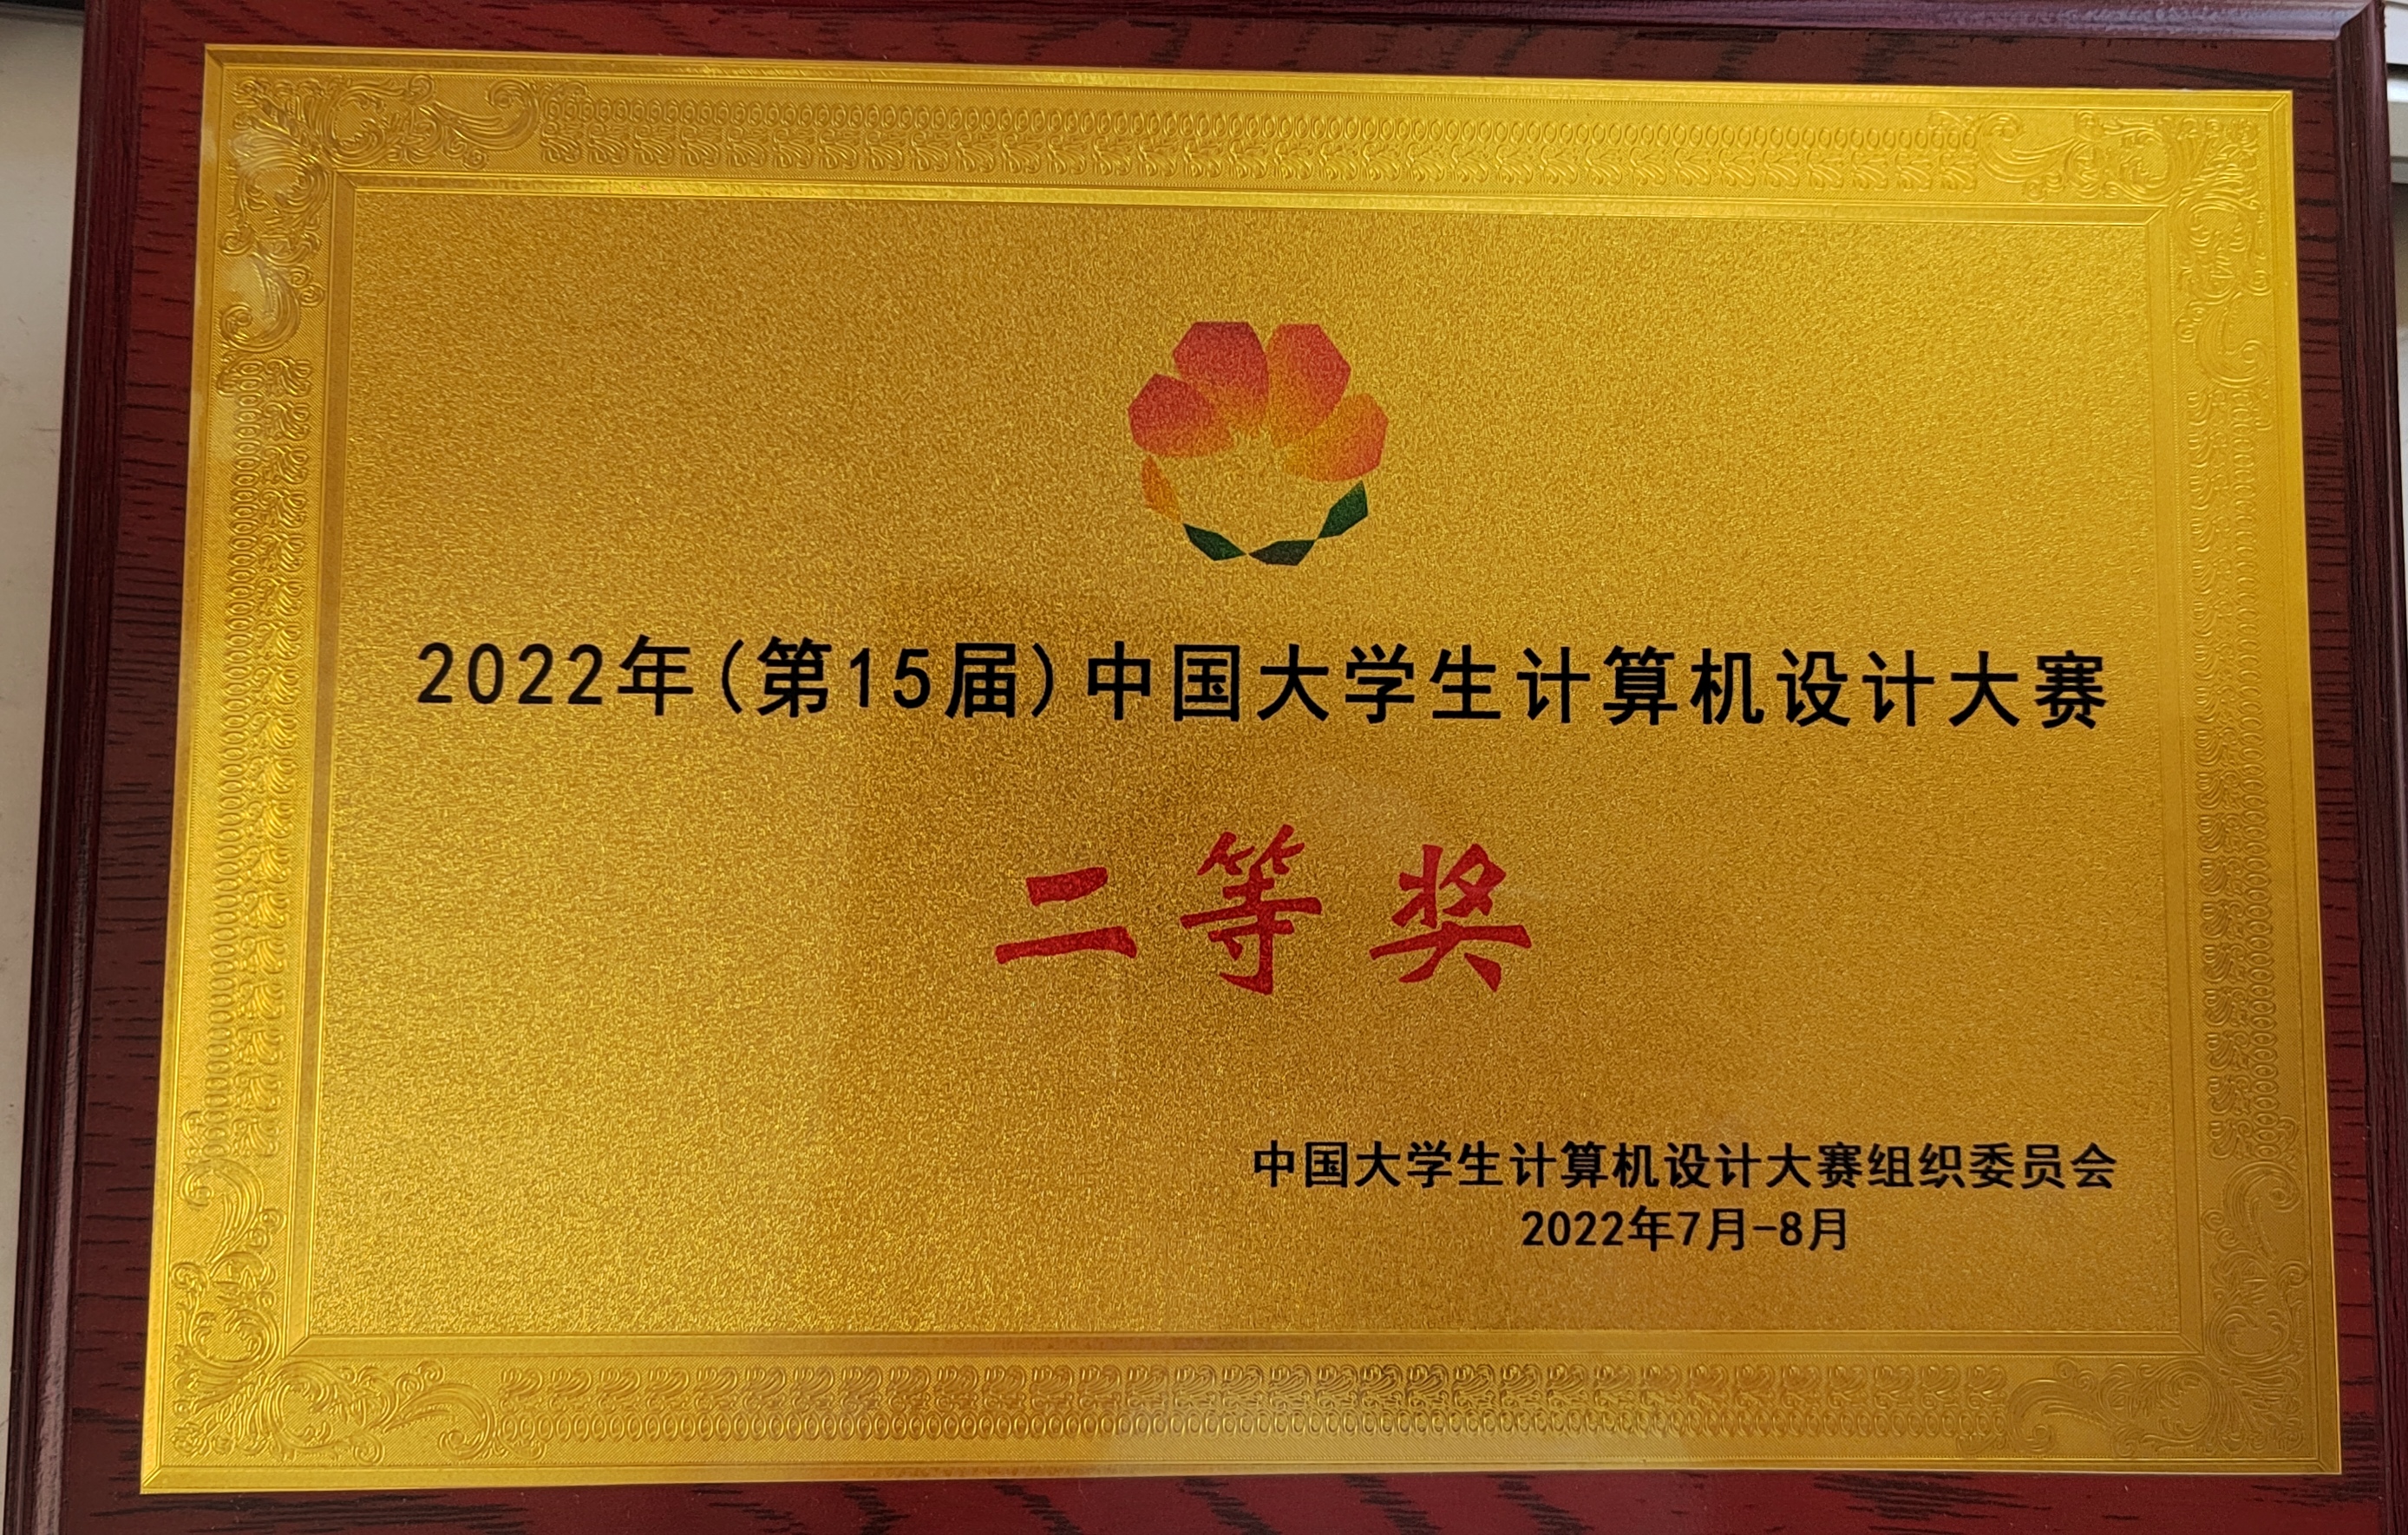 2022年(第15届)中国大学生计算机设计大赛
二等奖
中国大学生计算机设计大赛组织委员会
2022年7月-8月